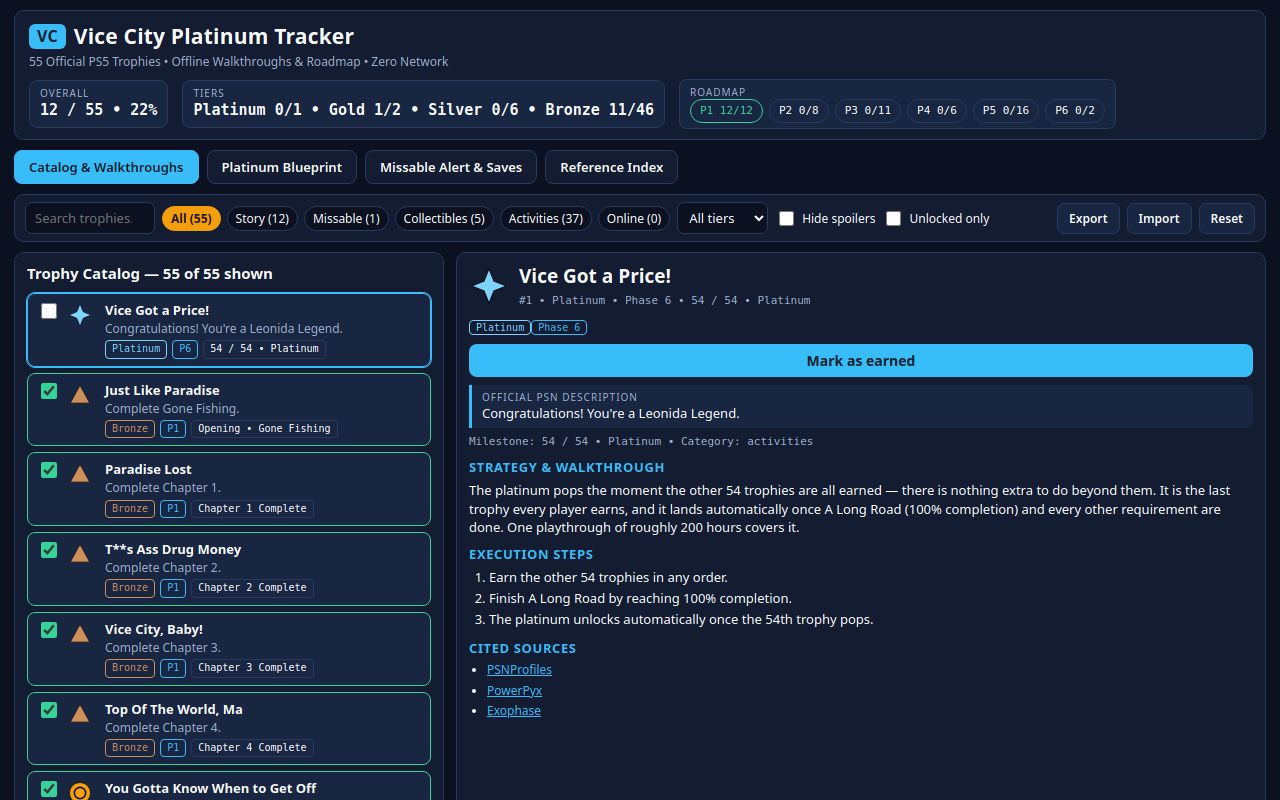 VC Vice City Platinum Tracker
55 Official PS5 Trophies • Offline Walkthroughs & Roadmap • Zero Network
OVERALL
12 / 55 • 22%
TIERS
Platinum 0/1 • Gold 1/2 • Silver 0/6 • Bronze 11/46
ROADMAP
P1 12/12 P2 0/8 P3 0/11 P4 0/6 P5 0/16 P6 0/2
Catalog & Walkthroughs Platinum Blueprint Missable Alert & Saves Reference Index
Search trophies. All (55) Story (12) Missable (1) Collectibles (5) Activities (37) Online (0) All tiers Hide spoilers Unlocked only Export Import Reset
Trophy Catalog — 55 of 55 shown
Vice Got a Price!
Congratulations! You're a Leonida Legend.
Platinum P6 54 / 54 • Platinum
Just Like Paradise
Complete Gone Fishing.
Bronze P1 Opening • Gone Fishing
Paradise Lost
Complete Chapter 1.
Bronze P1 Chapter 1 Complete
T**s Ass Drug Money
Complete Chapter 2.
Bronze P1 Chapter 2 Complete
Vice City, Baby!
Complete Chapter 3.
Bronze P1 Chapter 3 Complete
Top Of The World, Ma
Complete Chapter 4.
Bronze P1 Chapter 4 Complete
You Gotta Know When to Get Off
Vice Got a Price!
#1 • Platinum • Phase 6 • 54 / 54 • Platinum
Platinum Phase 6
Mark as earned
OFFICIAL PSN DESCRIPTION
Congratulations! You're a Leonida Legend.
Milestone: 54 / 54 • Platinum • Category: activities
STRATEGY & WALKTHROUGH
The platinum pops the moment the other 54 trophies are all earned — there is nothing extra to do beyond them. It is the last
trophy every player earns, and it lands automatically once A Long Road (100% completion) and every other requirement are
done. One playthrough of roughly 200 hours covers it.
EXECUTION STEPS
1. Earn the other 54 trophies in any order.
2. Finish A Long Road by reaching 100% completion.
3. The platinum unlocks automatically once the 54th trophy pops.
CITED SOURCES
• PSNProfiles
• PowerPyx
• Exophase